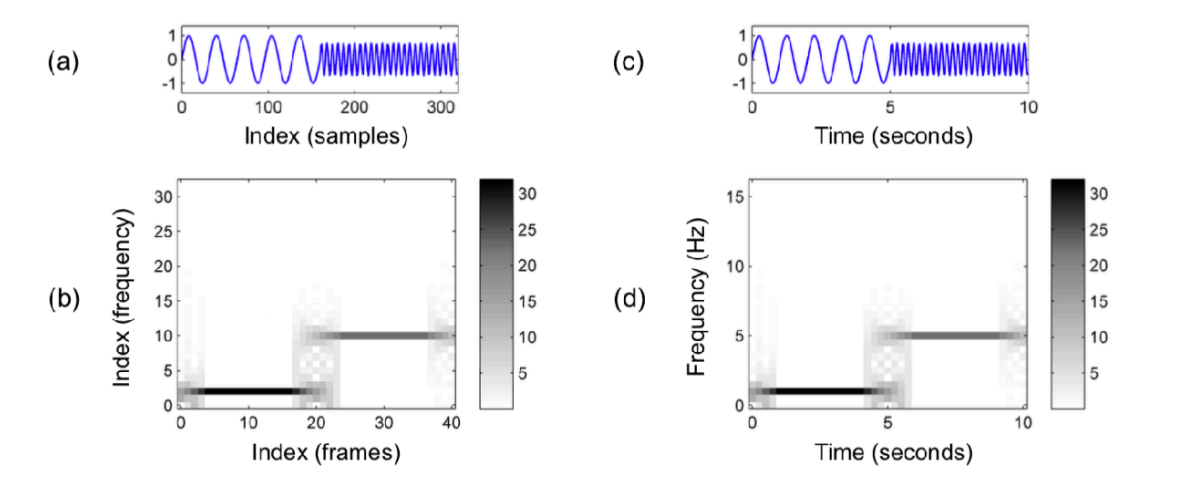 (a)
1
0
-1
0 100 200 300
Index (samples)
(c)
1
0
-1
0 5 10
Time (seconds)
(b)
Index (frequency)
30
25
20
15
10
5
0
0 10 20 30 40
Index (frames)
30
25
20
15
10
5
(d)
Frequency (Hz)
15
10
5
0
0 5 10
Time (seconds)
30
25
20
15
10
5